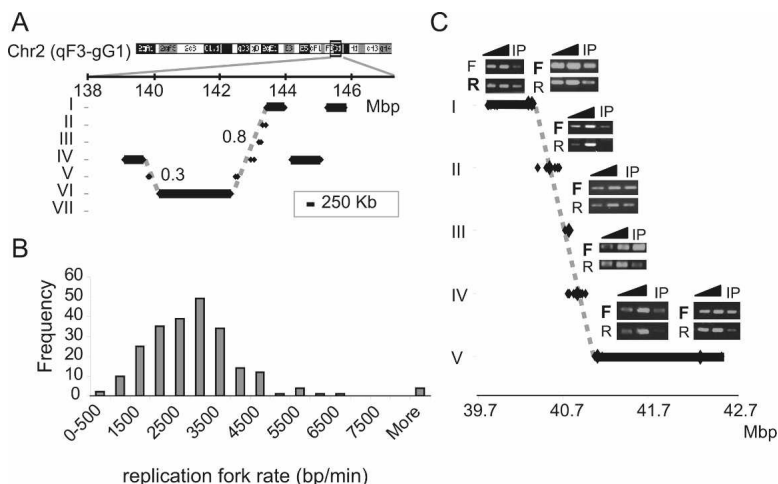 A
Chr2 (qF3-gG1)
138 140 142 144 146
Mbp
I
II
III
IV
V
VI
VII
0.8
0.3
250 Kb
B
Frequency
60
50
40
30
20
10
0
0-500 1500 2500 3500 4500 5500 6500 7500 More
replication fork rate (bp/min)
C
IP IP
F F
R R
I
IP
F
R
II
IP
F
R
III
IP
F
R
IV
IP IP
F F
R R
V
39.7 40.7 41.7 42.7
Mbp